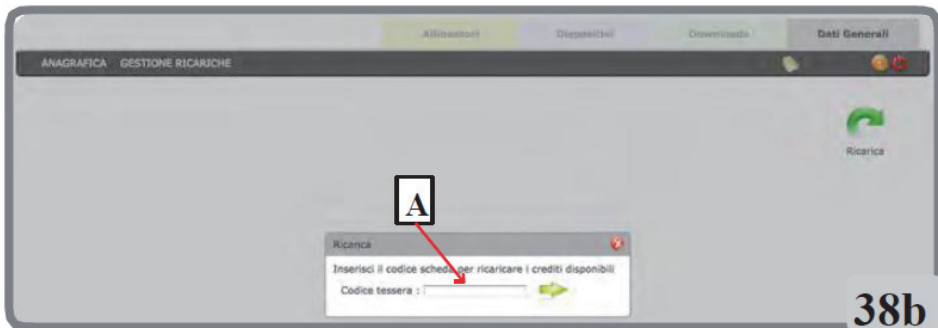 Allineatori Dispositivi Downloads Dati Generali
ANAGRAFICA GESTIONE RICARICHE
Ricarica
A
Ricarica
Inserisci il codice scheda per ricaricare i crediti disponibili
Codice tessera :
38b